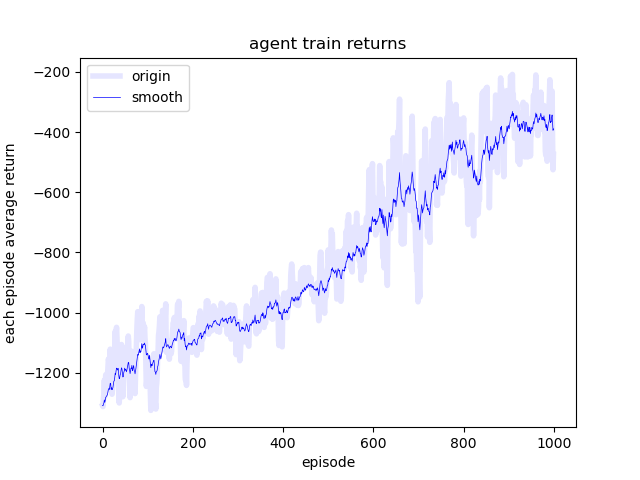 agent train returns
origin
smooth
−200
−400
−600
−800
−1000
−1200
each episode average return
0
200
400
600
800
1000
episode